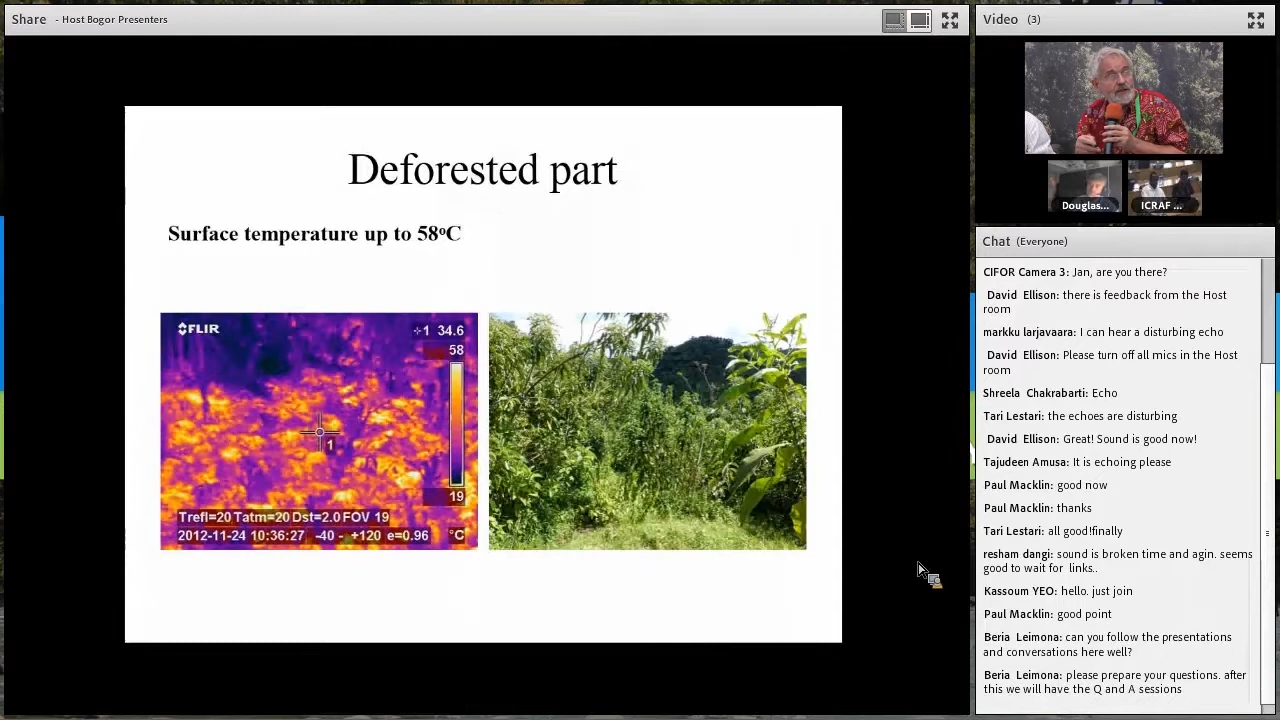 Share - Host Bogor Presenters
Video (3)
Deforested part
Surface temperature up to 58oC
FLIR
1 34.6
58
1
19
Trefl=20 Tatm=20 Dst=2.0 FOV 19
2012-11-24 10:36:27 -40 - +120 e=0.96 °C
Douglas...
ICRAF ...
Chat (Everyone)
CIFOR Camera 3: Jan, are you there?
David Ellison: there is feedback from the Host
room
markku larjavaara: I can hear a disturbing echo
David Ellison: Please turn off all mics in the Host
room
Shreela Chakrabarti: Echo
Tari Lestari: the echoes are disturbing
David Ellison: Great! Sound is good now!
Tajudeen Amusa: It is echoing please
Paul Macklin: good now
Paul Macklin: thanks
Tari Lestari: all good!finally
resham dangi: sound is broken time and agin. seems
good to wait for links..
Kassoum YEO: hello. just join
Paul Macklin: good point
Beria Leimona: can you follow the presentations
and conversations here well?
Beria Leimona: please prepare your questions. after
this we will have the Q and A sessions